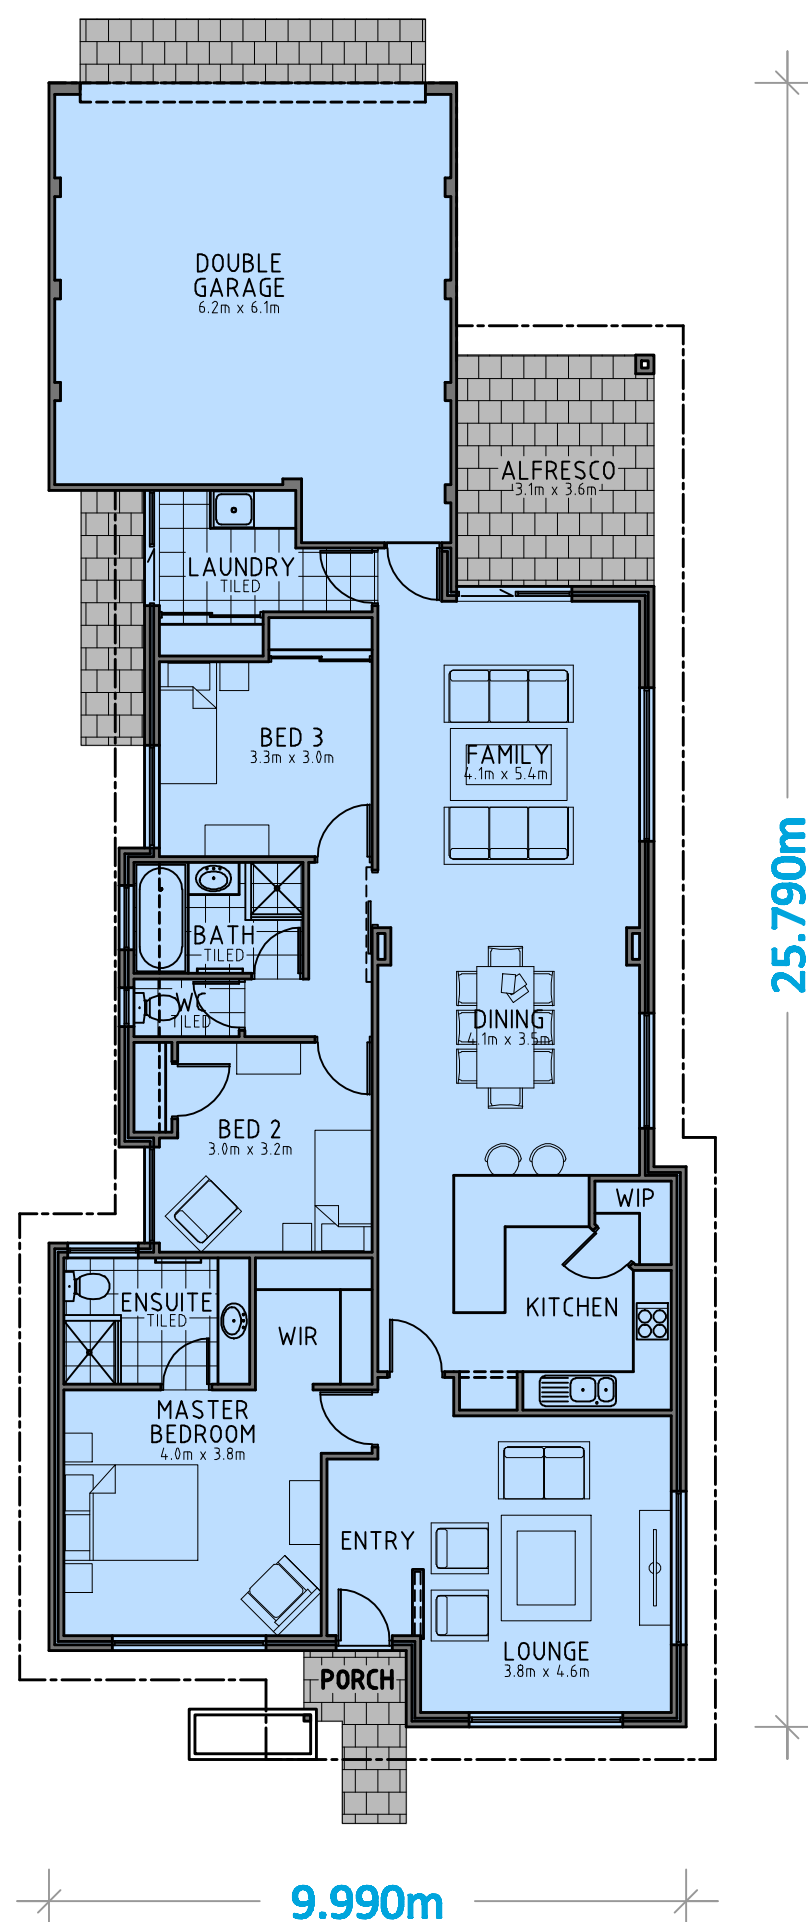 DOUBLE
GARAGE
6.2m x 6.1m
ALFRESCO
3.1m x 3.6m
LAUNDRY
TILED
BED 3
3.3m x 3.0m
FAMILY
4.1m x 5.4m
25.790m
BATH
TILED
WC
TILED
DINING
4.1m x 3.5m
BED 2
3.0m x 3.2m
WIP
ENSUITE
TILED
KITCHEN
WIR
MASTER
BEDROOM
4.0m x 3.8m
ENTRY
LOUNGE
3.8m x 4.6m
PORCH
9.990m